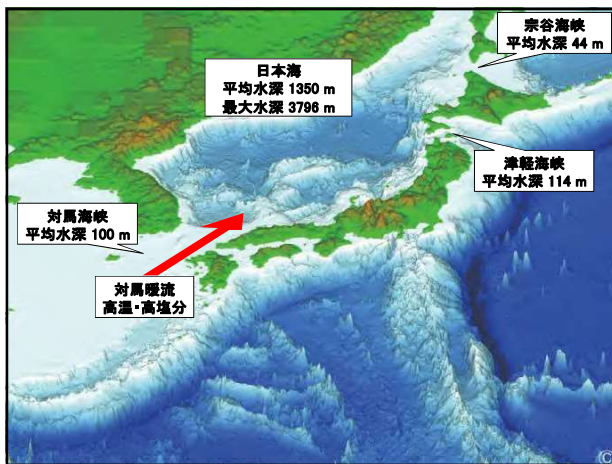 宗谷海峡
平均水深 44 m
日本海
平均水深 1350 m
最大水深 3796 m
津軽海峡
平均水深 114 m
対馬海峡
平均水深 100 m
対馬暖流
高温・高塩分
(C)